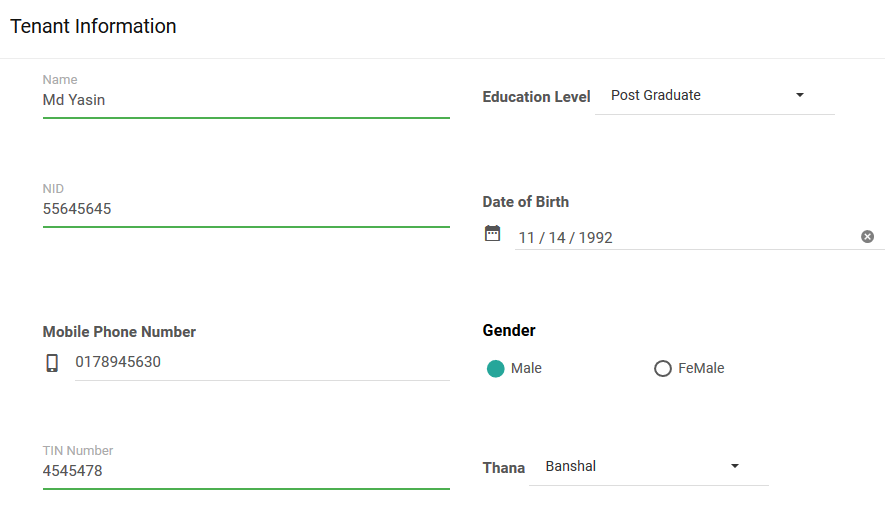 Tenant Information
Name
Md Yasin
Education Level Post Graduate
NID
55645645
Date of Birth
11 / 14 / 1992
Mobile Phone Number
0178945630
Gender
Male FeMale
TIN Number
4545478
Thana Banshal